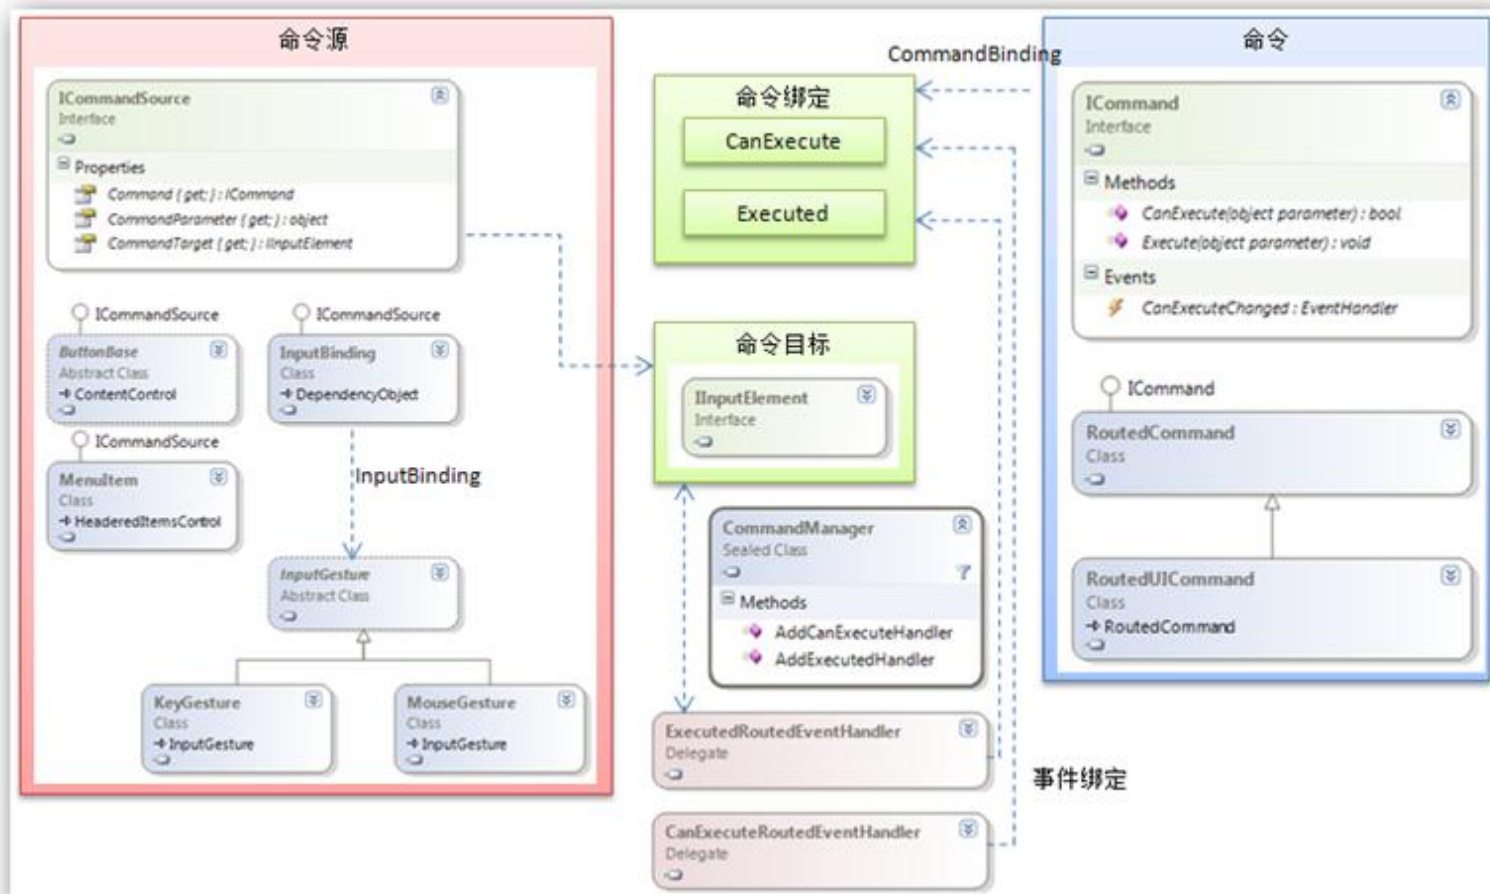 命令源
ICommandSource
Interface
Properties
Command { get; } : ICommand
CommandParameter { get; } : object
CommandTarget { get; } : IInputElement
ICommandSource
ButtonBase
Abstract Class
ContentControl
ICommandSource
InputBinding
Class
DependencyObject
ICommandSource
MenuItem
Class
HeaderedItemsControl
InputBinding
InputGesture
Abstract Class
KeyGesture
Class
InputGesture
MouseGesture
Class
InputGesture
命令绑定
CanExecute
Executed
命令目标
IInputElement
Interface
CommandManager
Sealed Class
Methods
AddCanExecuteHandler
AddExecutedHandler
ExecutedRoutedEventHandler
Delegate
CanExecuteRoutedEventHandler
Delegate
CommandBinding
事件绑定
命令
ICommand
Interface
Methods
CanExecute(object parameter) : bool
Execute(object parameter) : void
Events
CanExecuteChanged : EventHandler
ICommand
RoutedCommand
Class
RoutedUICommand
Class
RoutedCommand